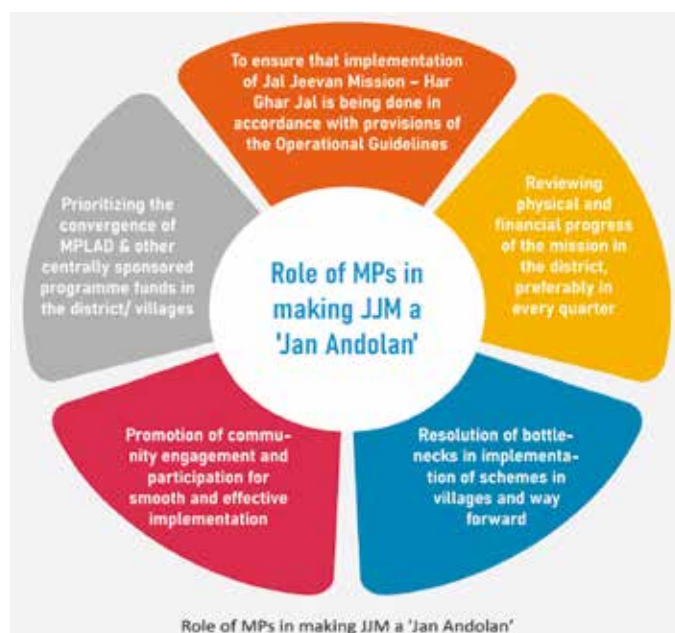 To ensure that implementation
of Jal Jeevan Mission – Har
Ghar Jal is being done in
accordance with provisions of
the Operational Guidelines
Reviewing
physical and
financial progress
of the mission in
the district,
preferably in
every quarter
Resolution of bottle-
necks in implementa-
tion of schemes in
villages and way
forward
Promotion of commu-
nity engagement and
participation for
smooth and effective
implementation
Prioritizing the
convergence of
MPLAD & other
centrally sponsored
programme funds in
the district/ villages
Role of MPs in
making JJM a
'Jan Andolan'
Role of MPs in making JJM a 'Jan Andolan'